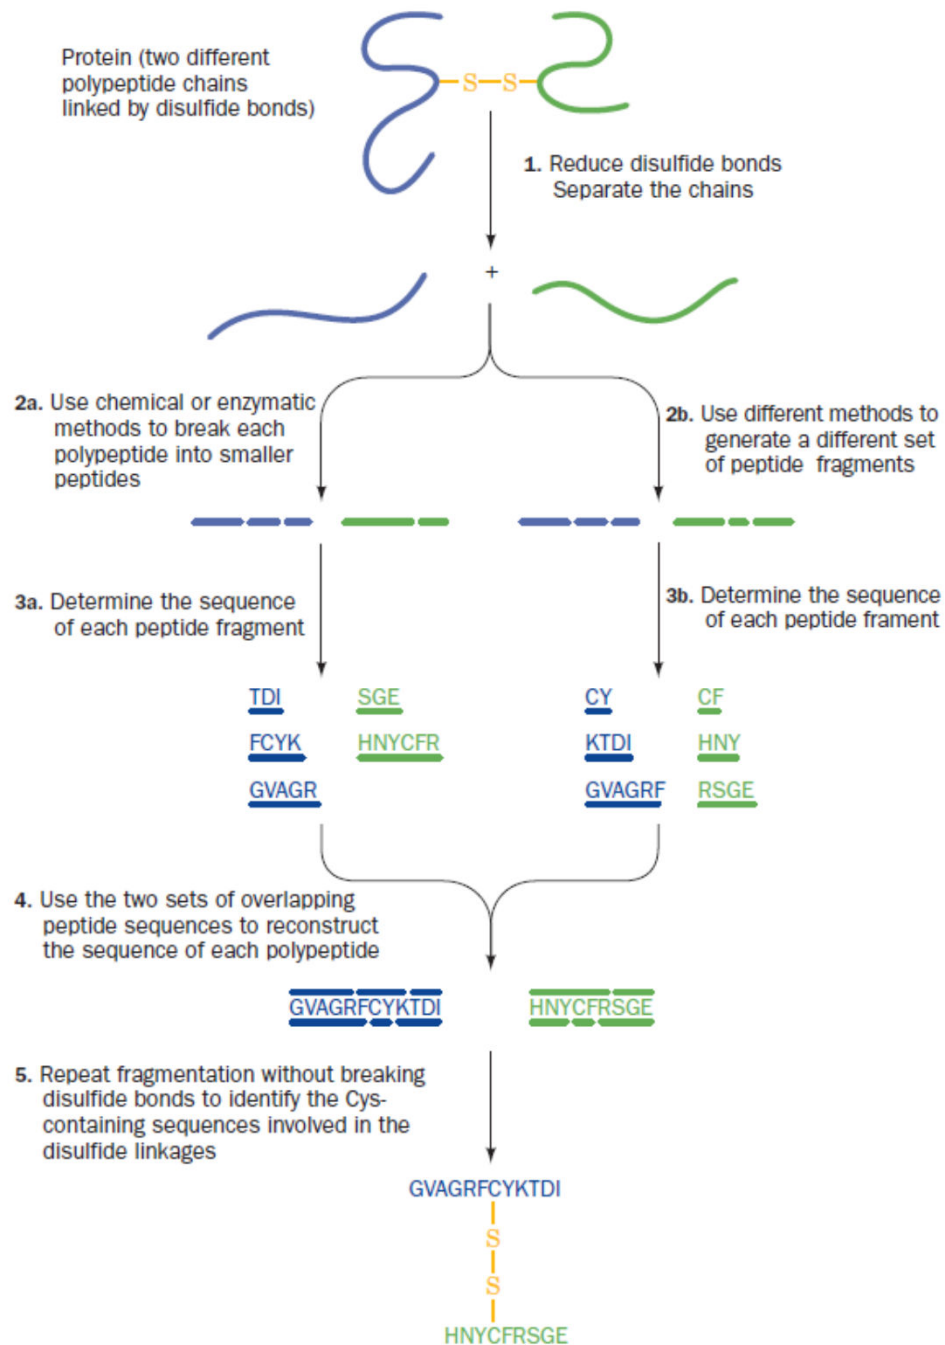 Protein (two different
polypeptide chains
linked by disulfide bonds)
S—S
1. Reduce disulfide bonds
Separate the chains
+
2a. Use chemical or enzymatic
methods to break each
polypeptide into smaller
peptides
2b. Use different methods to
generate a different set
of peptide fragments
3a. Determine the sequence
of each peptide fragment
3b. Determine the sequence
of each peptide frament
TDI SGE
FCYK HNYCFR
GVAGR
CY CF
KTDI HNY
GVAGRF RSGE
4. Use the two sets of overlapping
peptide sequences to reconstruct
the sequence of each polypeptide
GVAGRFCYKTDI HNYCFRSGE
5. Repeat fragmentation without breaking
disulfide bonds to identify the Cys-
containing sequences involved in the
disulfide linkages
GVAGRFCYKTDI
S
S
HNYCFRSGE